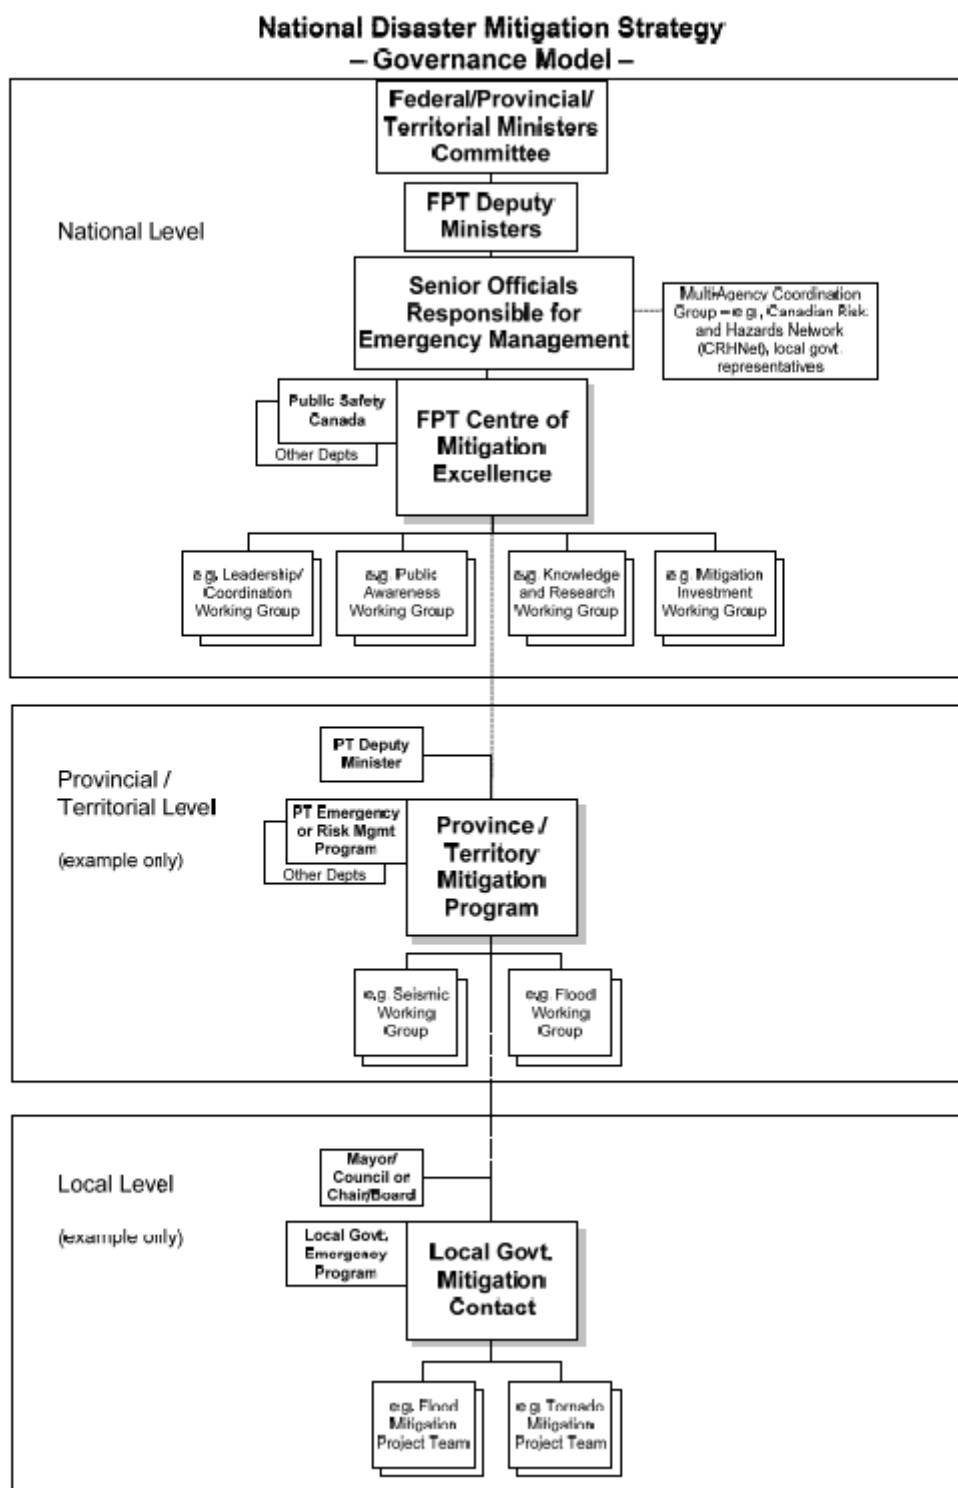 National Disaster Mitigation Strategy
– Governance Model –
Federal/Provincial/
Territorial Ministers
Committee
FPT Deputy
Ministers
National Level
Senior Officials
Responsible for
Emergency Management
Multi-Agency Coordination
Group – e.g., Canadian Risk
and Hazards Network
(CRHNet), local govt.
representatives
Public Safety
Canada
Other Depts
FPT Centre of
Mitigation
Excellence
e.g. Leadership/
Coordination
Working Group
e.g. Public
Awareness
Working Group
e.g. Knowledge
and Research
Working Group
e.g. Mitigation
Investment
Working Group
PT Deputy
Minister
Provincial /
Territorial Level
(example only)
PT Emergency
or Risk Mgmt
Program
Other Depts
Province /
Territory
Mitigation
Program
e.g. Seismic
Working
Group
e.g. Flood
Working
Group
Mayor/
Council or
Chair/Board
Local Level
(example only)
Local Govt.
Emergency
Program
Local Govt.
Mitigation
Contact
e.g. Flood
Mitigation
Project Team
e.g. Tornado
Mitigation
Project Team